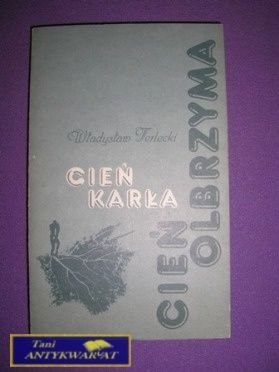 Władysław Terlecki
CIEŃ
KARŁA
CIEŃ
OLBRZYMA
Tani
ANTYKWARIAT